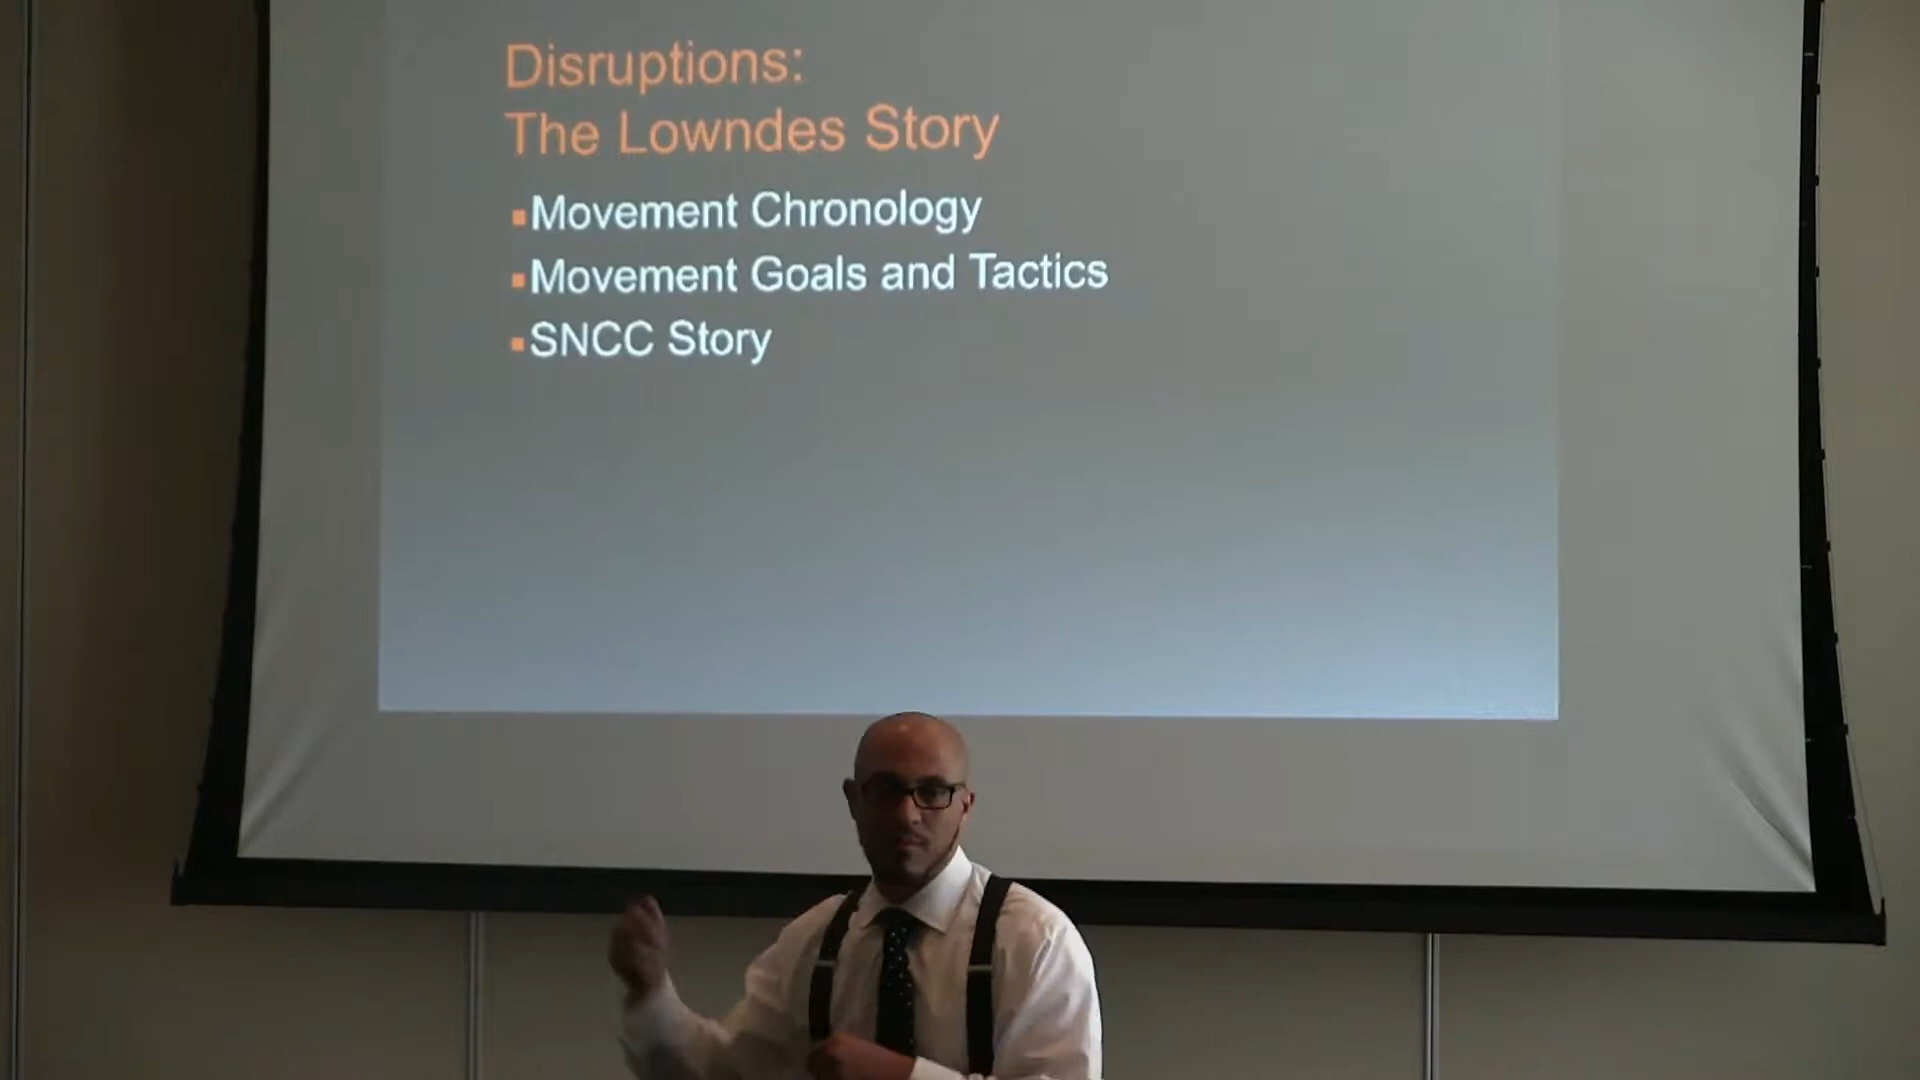 Disruptions:
The Lowndes Story
Movement Chronology
Movement Goals and Tactics
SNCC Story